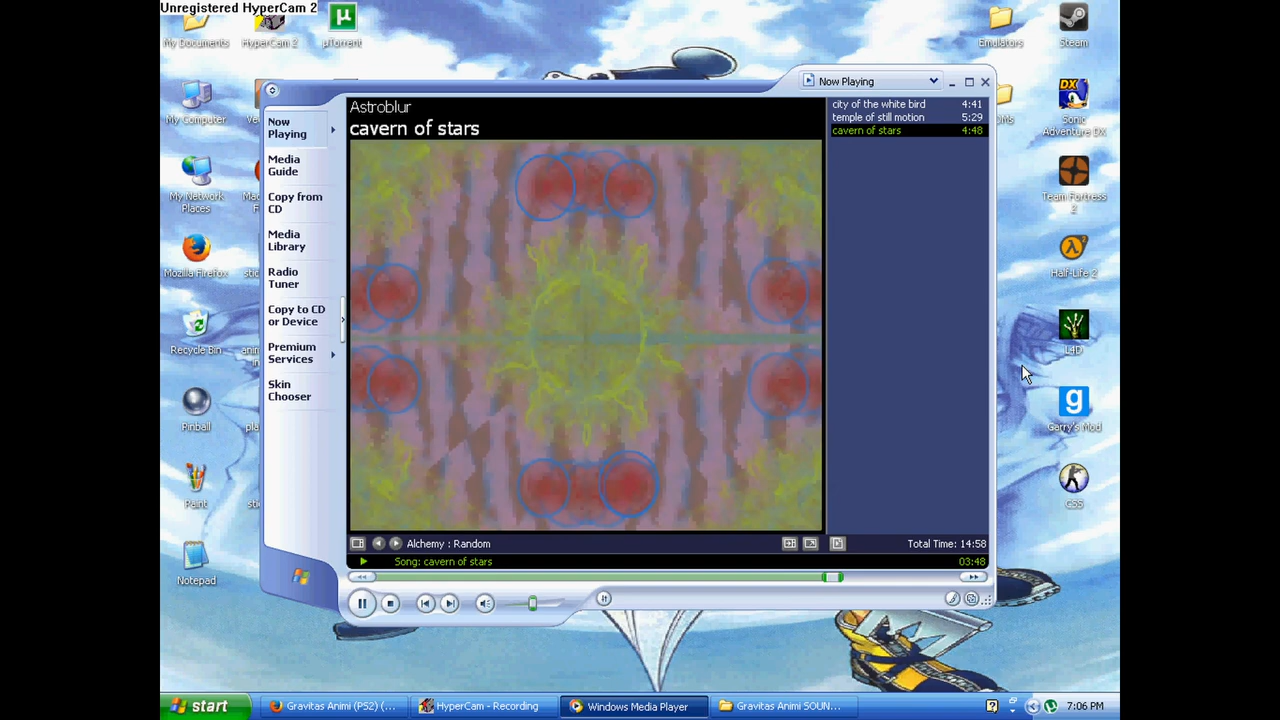 Unregistered HyperCam 2
My Documents
HyperCam 2
µTorrent
Emulators
Steam
My Computer
Sonic
Adventure DX
My Network
Places
Team Fortress
2
Mozilla Firefox
Half-Life 2
Recycle Bin
L4D
Pinball
Garry's Mod
Paint
CSS
Notepad
Now Playing
Now
Playing
Media
Guide
Copy from
CD
Media
Library
Radio
Tuner
Copy to CD
or Device
Premium
Services
Skin
Chooser
Astroblur
cavern of stars
city of the white bird 4:41
temple of still motion 5:29
cavern of stars 4:48
Alchemy : Random
Total Time: 14:58
Song: cavern of stars
03:48
start
Gravitas Animi (PS2) (...
HyperCam - Recording
Windows Media Player
Gravitas Animi SOUN...
7:06 PM